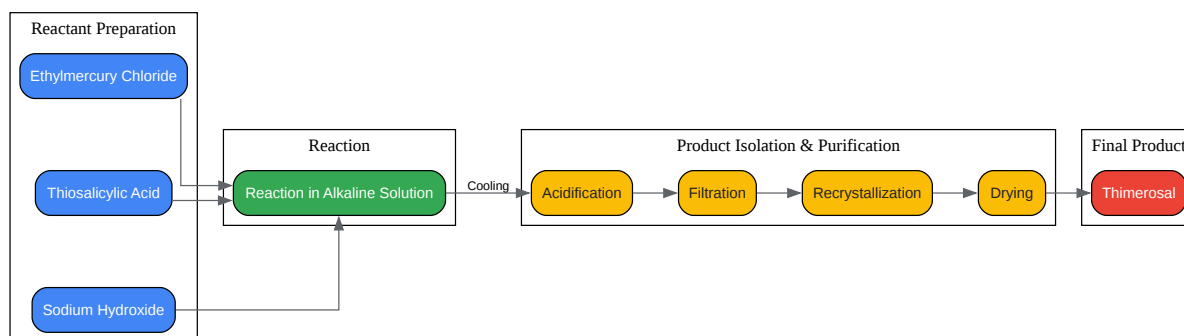 Reactant Preparation
Ethylmercury Chloride
Thiosalicylic Acid
Sodium Hydroxide
Reaction
Reaction in Alkaline Solution
Cooling
Product Isolation & Purification
Acidification
Filtration
Recrystallization
Drying
Final Product
Thimerosal